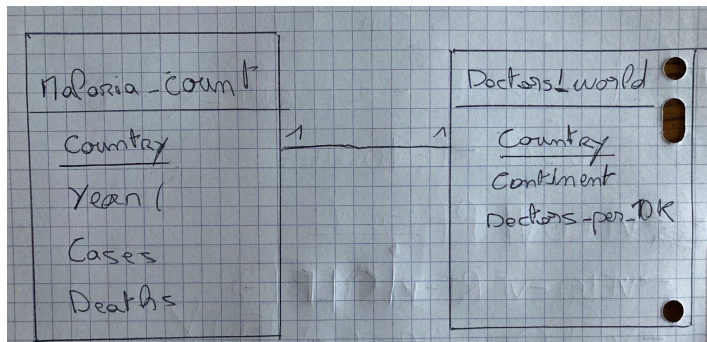 Malaria_count
Country
Year (
Cases
Deaths
1 1
Doctors_world
Country
Continent
Doctors_per_10K